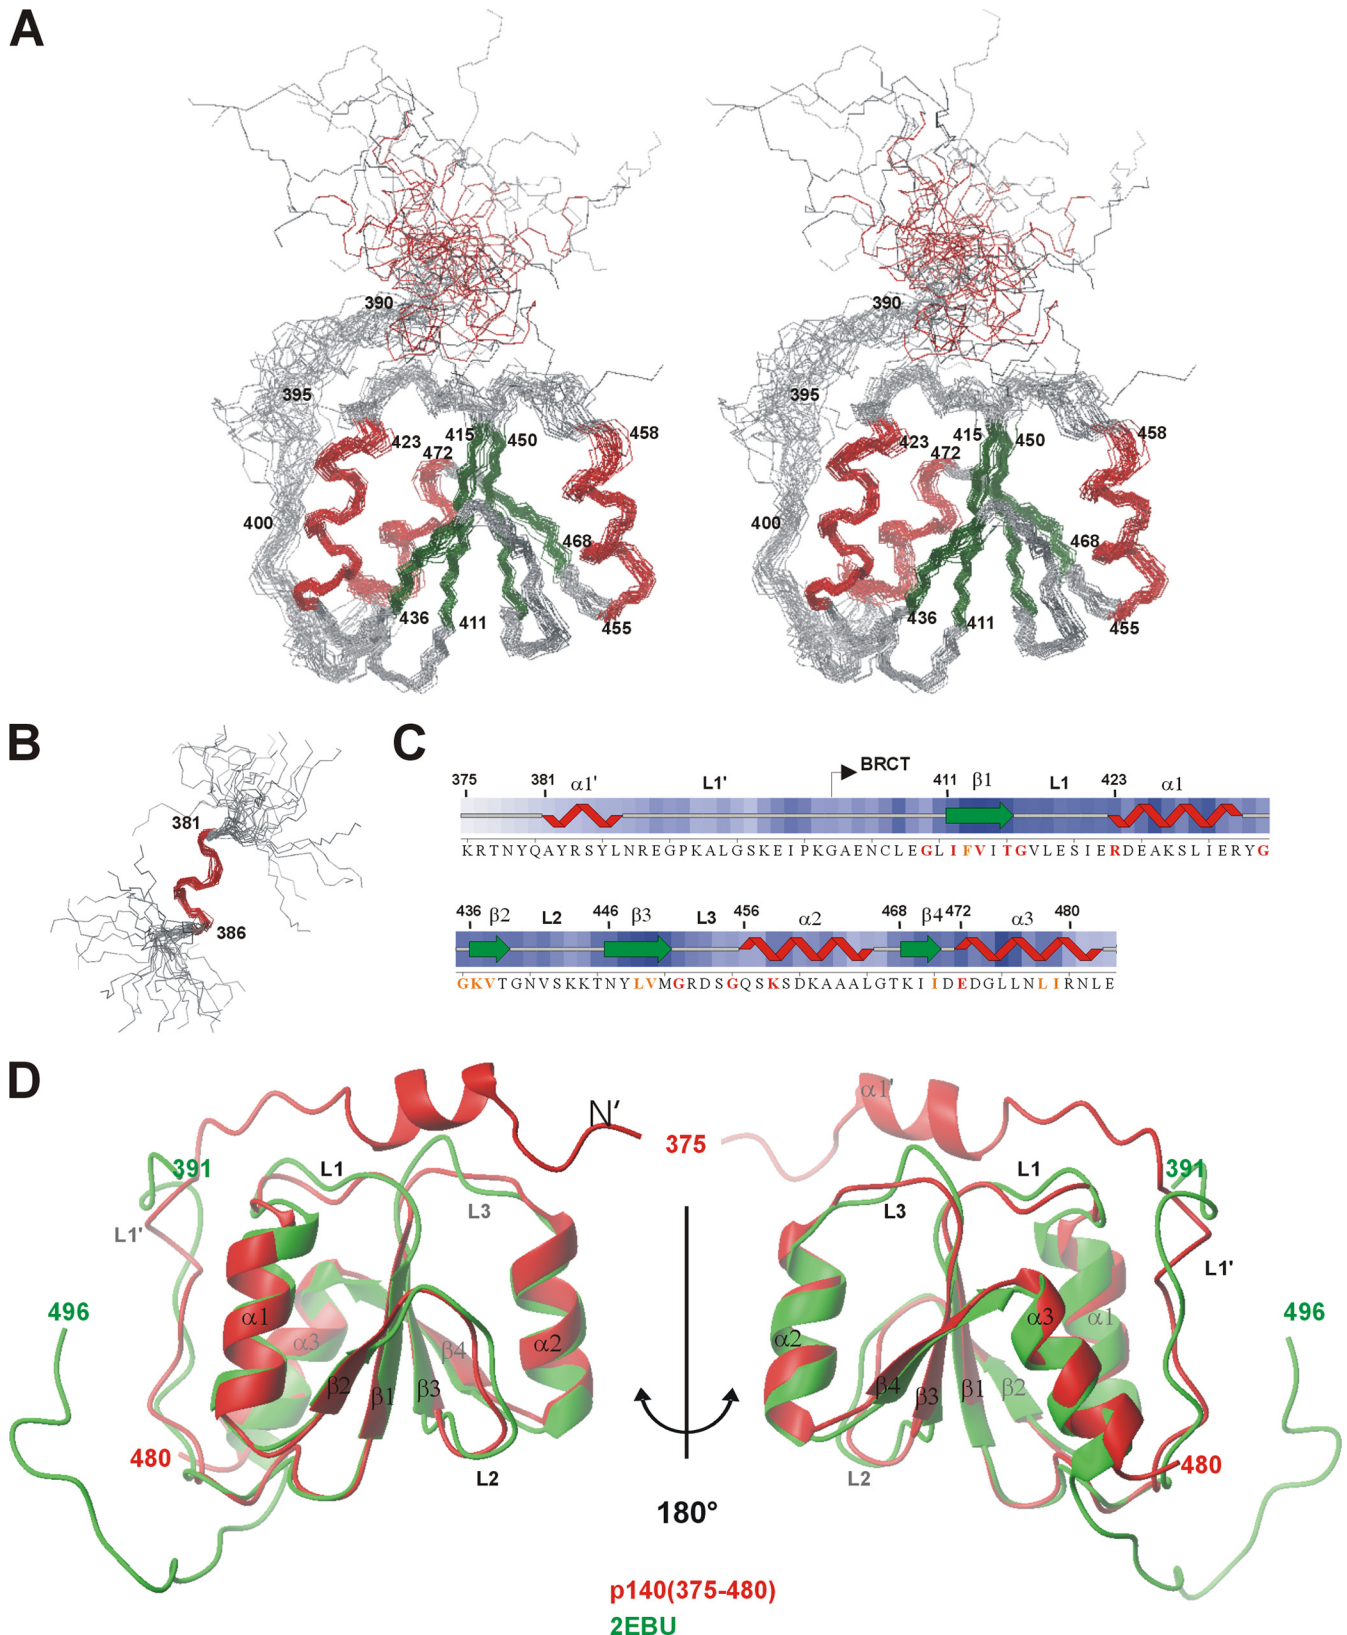 A
390 390
395 395
423 415 450 458 423 415 450 458
472 472
400 400
468 468
436 411 455 436 411 455
B
381
386
C
BRCT
375 381 α1' L1' 411 β1 L1 423 α1
KRTNYQAYRSYLNREGPKALGSKEIPKGAENCLEGLIFVITGVLESIERDEAKSLIERYG
436 β2 L2 446 β3 L3 456 α2 468 β4 472 α3 480
GKVTGNVSKKTNYLVMGRDSGQSKSDKAAALGTKIIDEDGLLNLIRNLE
D
N' 375 α1'
391 L1 L3 L1'
L3 L1 391 L1'
496 α1 α3 β4 α2
α2 α3 α1 496
β2 β1 β3
β4 β3 β1 β2
480 L2
L2 480
180°
p140(375-480)
2EBU